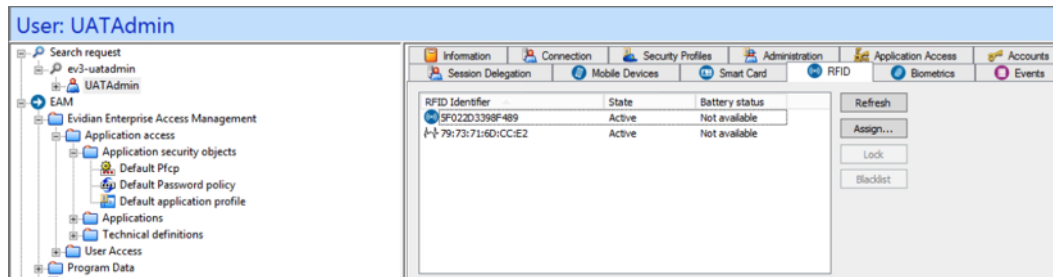 User: UATAdmin
Search request
ev3-uatadmin
UATAdmin
EAM
Evidian Enterprise Access Management
Application access
Application security objects
Default Pfcp
Default Password policy
Default application profile
Applications
Technical definitions
User Access
Program Data
Information Connection Security Profiles Administration Application Access Accounts
Session Delegation Mobile Devices Smart Card RFID Biometrics Events
RFID Identifier State Battery status
5F022D3398F489 Active Not available
79:73:71:6D:CC:E2 Active Not available
Refresh
Assign...
Lock
Blacklist